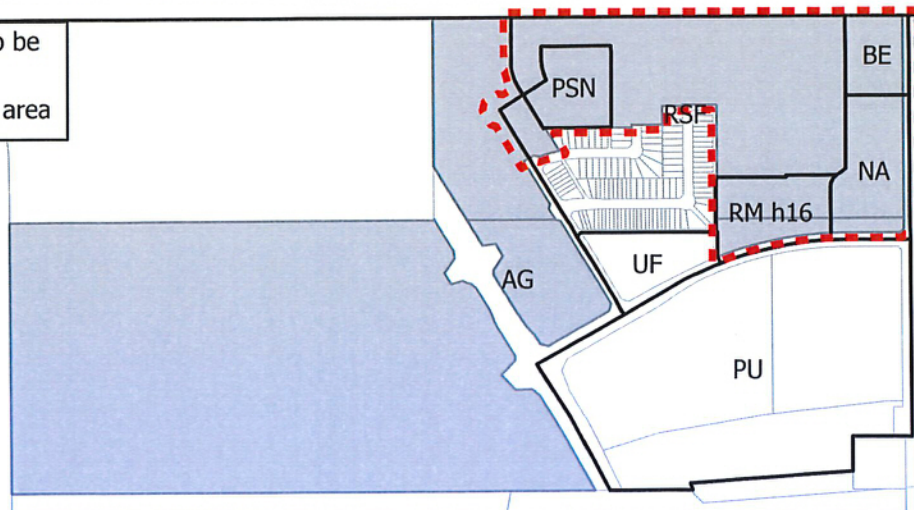 o be
area
BE
PSN
RSF
NA
RM h16
UF
AG
PU